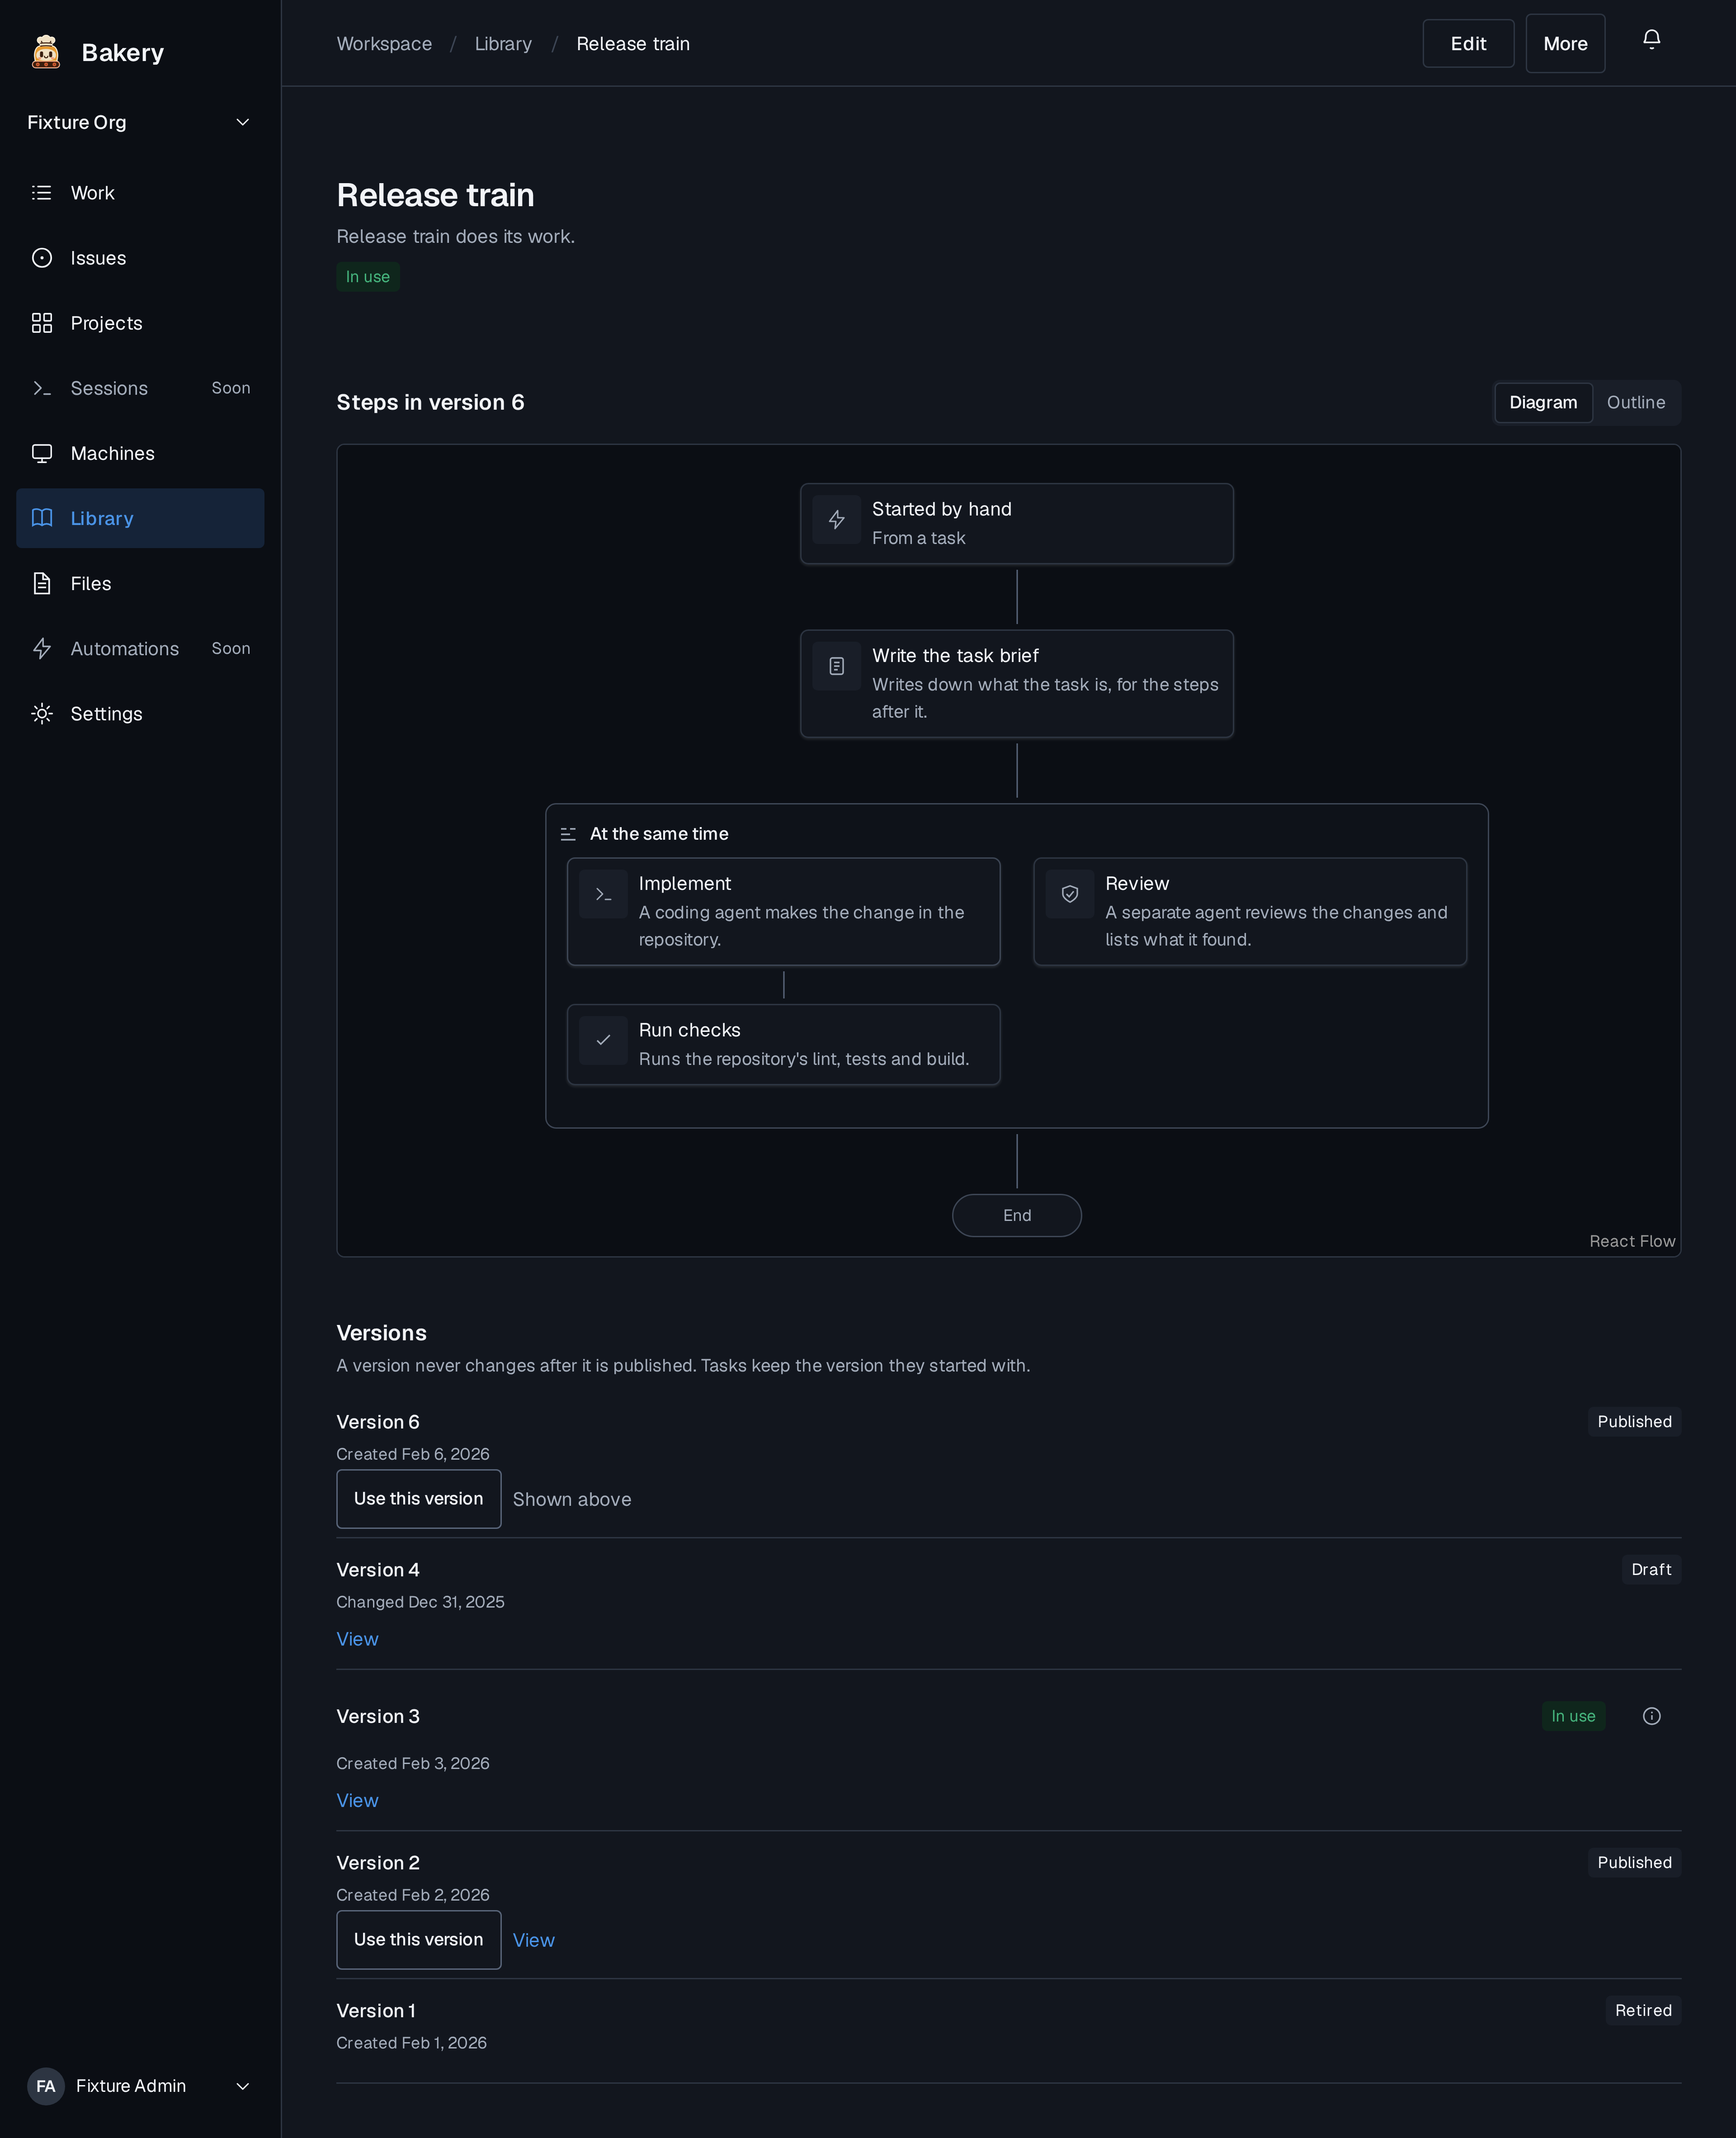 Bakery
Fixture Org
Work
Issues
Projects
Sessions Soon
Machines
Library
Files
Automations Soon
Settings
FA Fixture Admin
Workspace / Library / Release train
Edit
More
Release train
Release train does its work.
In use
Steps in version 6
Diagram
Outline
Started by hand
From a task
Write the task brief
Writes down what the task is, for the steps
after it.
At the same time
Implement
A coding agent makes the change in the
repository.
Review
A separate agent reviews the changes and
lists what it found.
Run checks
Runs the repository's lint, tests and build.
End
React Flow
Versions
A version never changes after it is published. Tasks keep the version they started with.
Version 6
Published
Created Feb 6, 2026
Use this version
Shown above
Version 4
Draft
Changed Dec 31, 2025
View
Version 3
In use
Created Feb 3, 2026
View
Version 2
Published
Created Feb 2, 2026
Use this version
View
Version 1
Retired
Created Feb 1, 2026